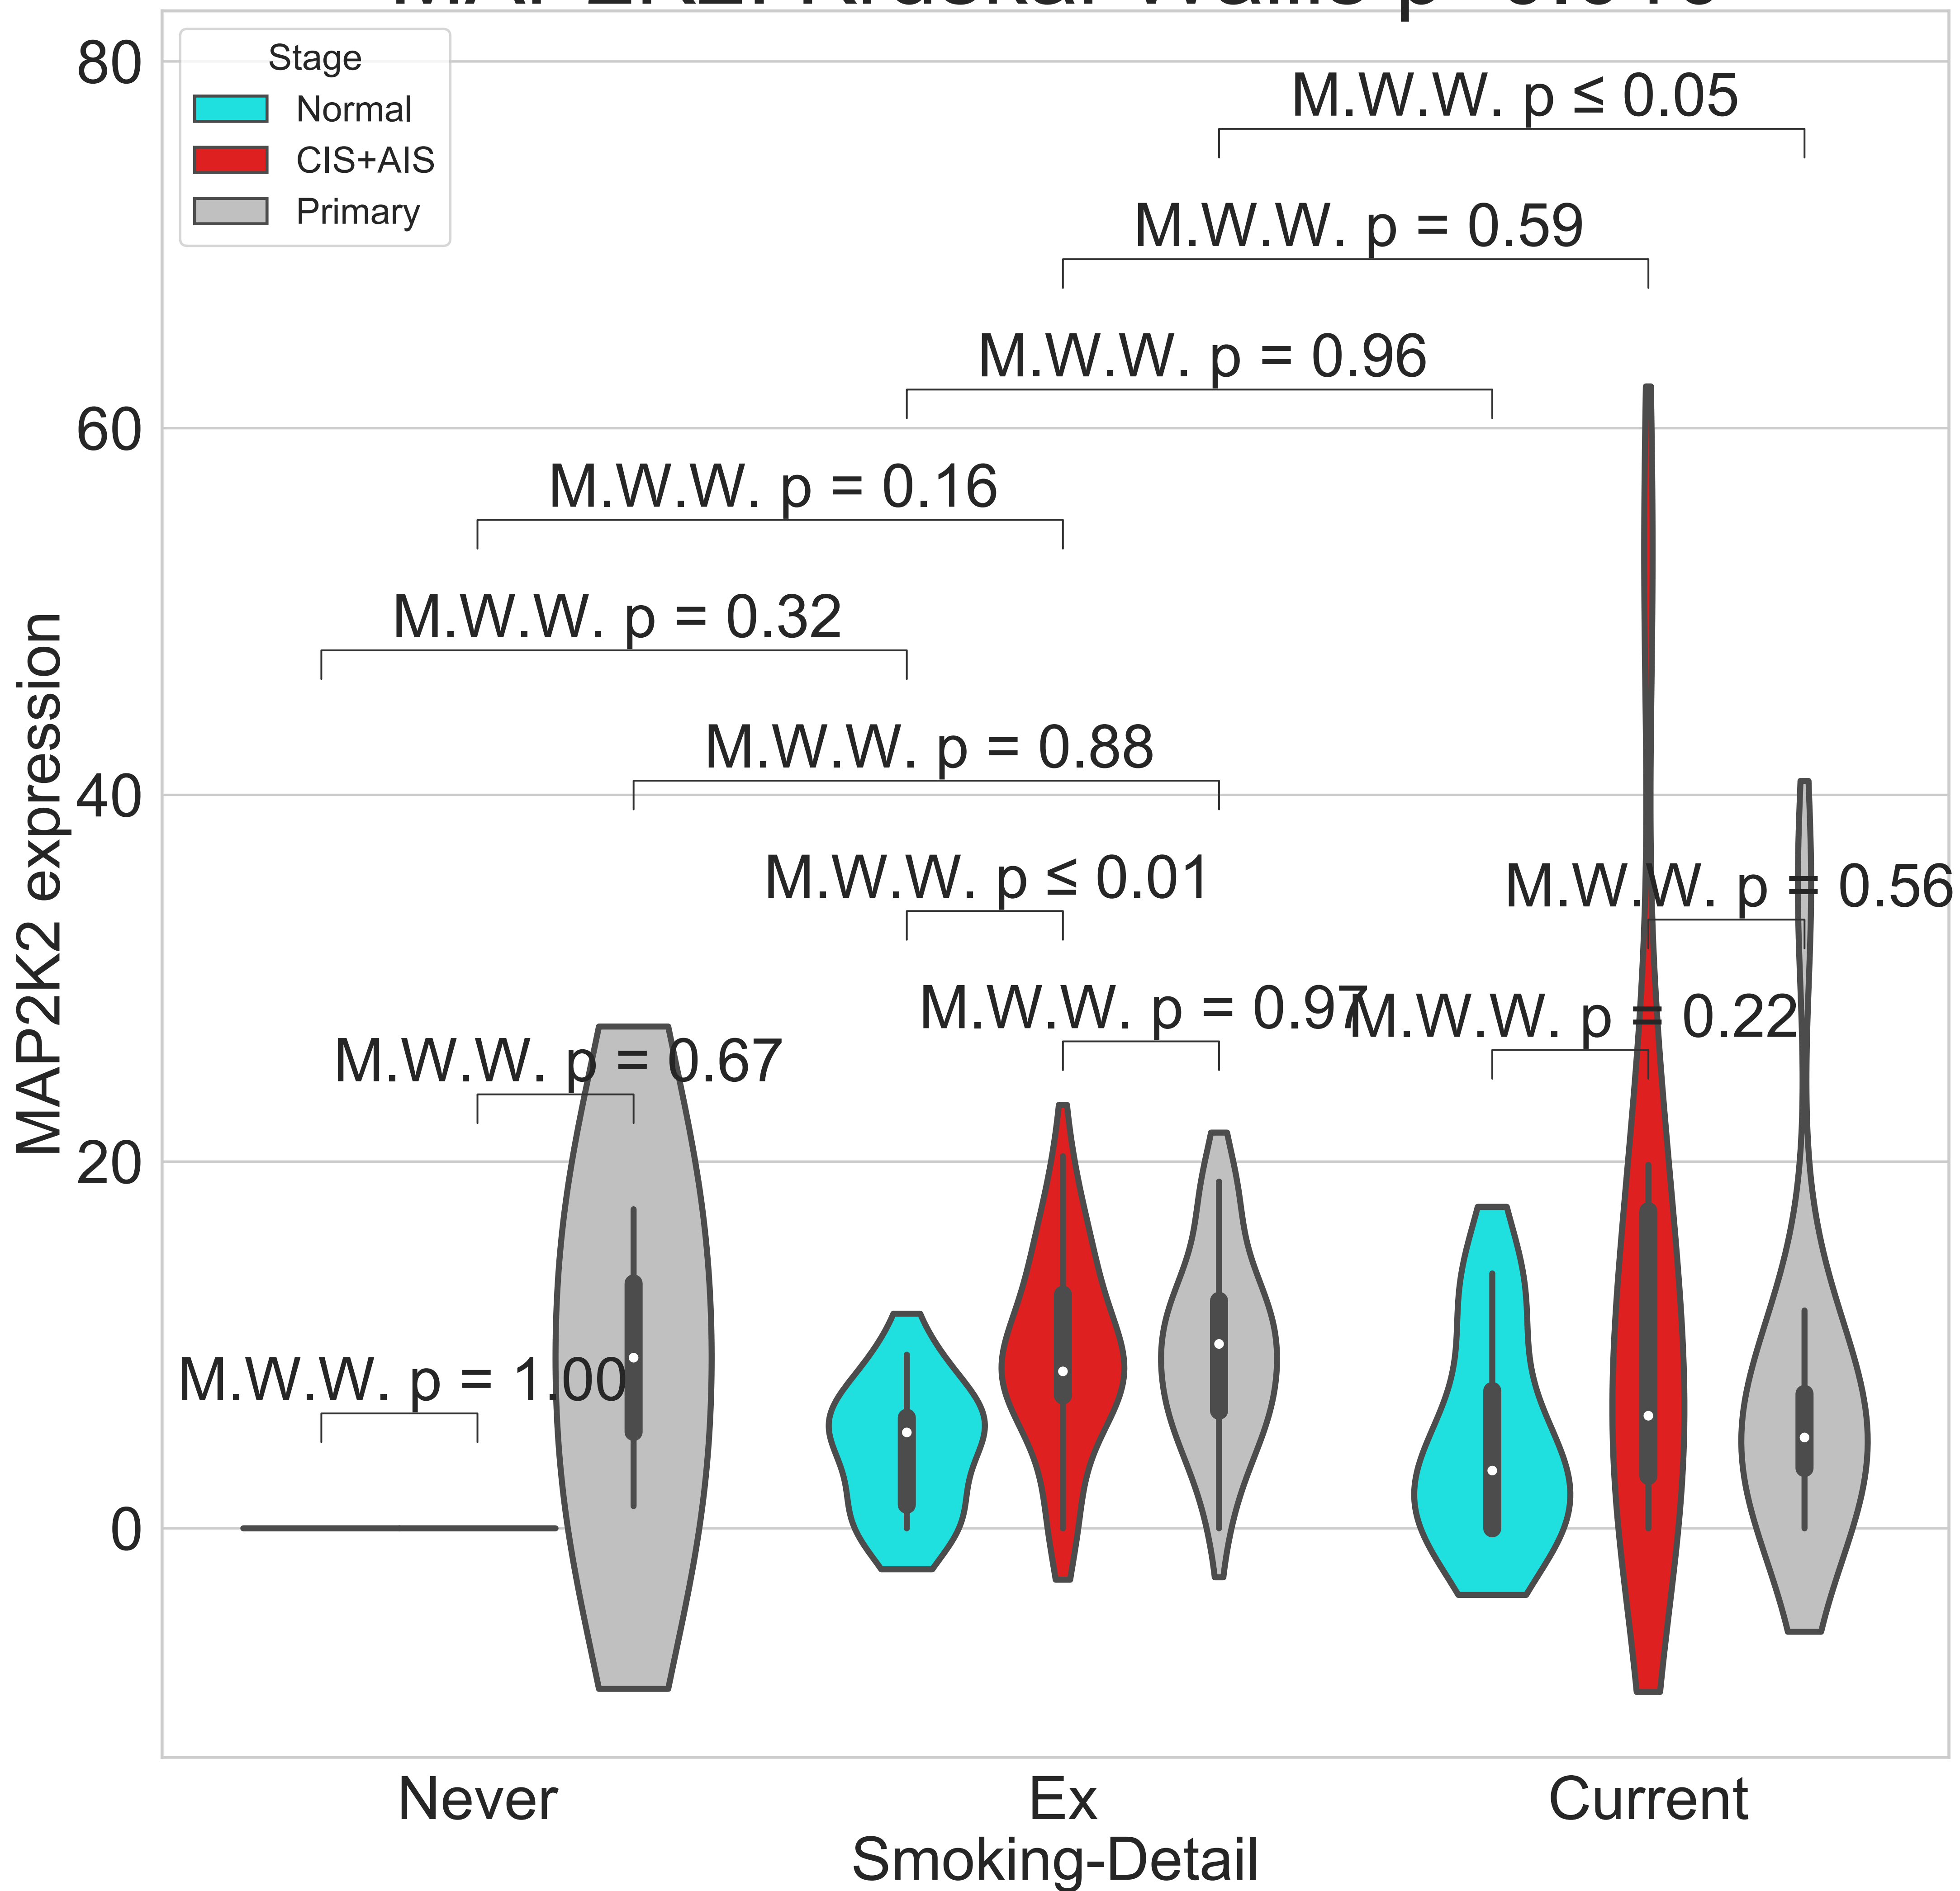 80
Stage
Normal
CIS+AIS
Primary
M.W.W. p ≤ 0.05
M.W.W. p = 0.59
M.W.W. p = 0.96
60
M.W.W. p = 0.16
M.W.W. p = 0.32
M.W.W. p = 0.88
40
M.W.W. p ≤ 0.01
M.W.W. p = 0.56
M.W.W. p = 0.97
M.W.W. p = 0.22
M.W.W. p = 0.67
20
M.W.W. p = 1.00
0
MAP2K2 expression
Never
Ex
Current
Smoking-Detail